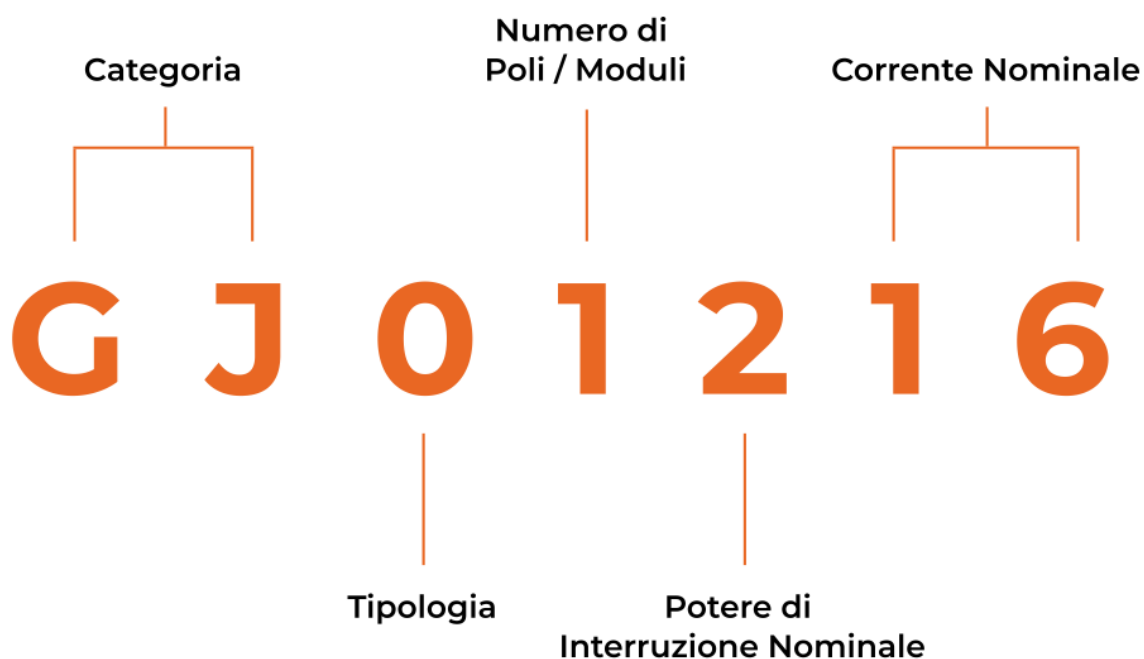 Categoria
Numero di
Poli / Moduli
Corrente Nominale
G J 0 1 2 1 6
Tipologia
Potere di
Interruzione Nominale